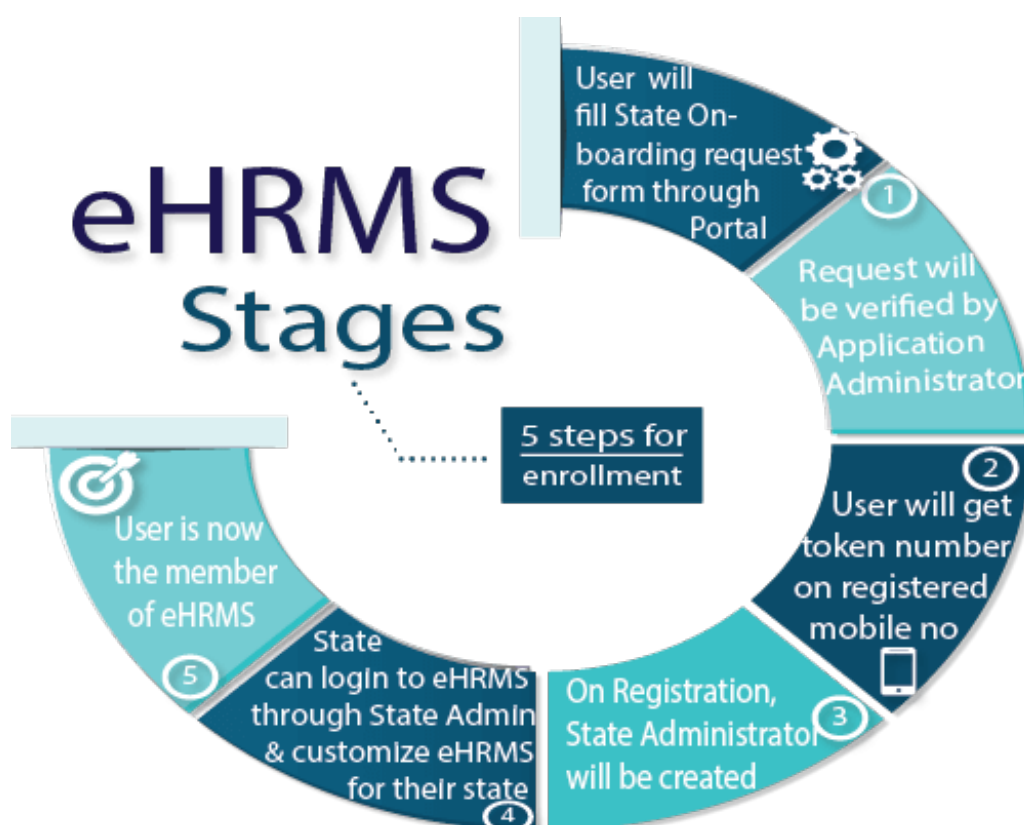 eHRMS
Stages
5 steps for
enrollment
User will
fill State On-
boarding request
form through
Portal
1
Request will
be verified by
Application
Administrator
2
User will get
token number
on registered
mobile no
3
On Registration,
State Administrator
will be created
State
can login to eHRMS
through State Admin
& customize eHRMS
for their state
4
User is now
the member
of eHRMS
5